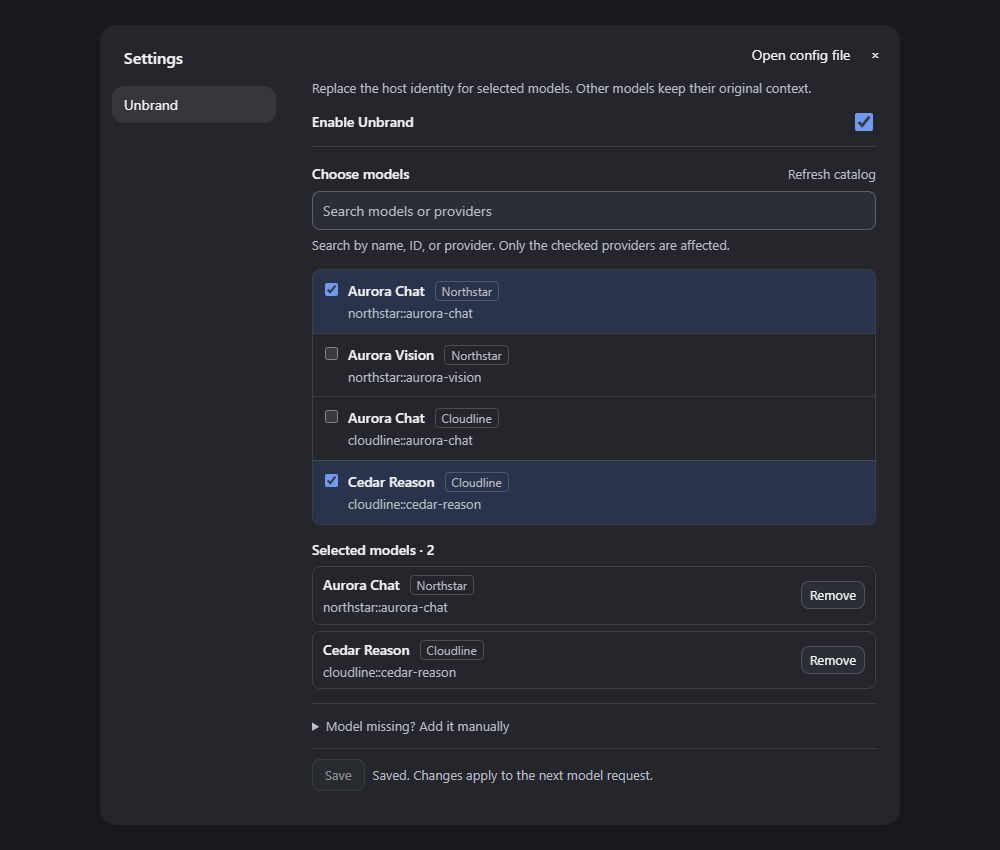 Settings
Open config file ×
Unbrand
Replace the host identity for selected models. Other models keep their original context.
Enable Unbrand
Choose models
Refresh catalog
Search models or providers
Search by name, ID, or provider. Only the checked providers are affected.
Aurora Chat Northstar
northstar::aurora-chat
Aurora Vision Northstar
northstar::aurora-vision
Aurora Chat Cloudline
cloudline::aurora-chat
Cedar Reason Cloudline
cloudline::cedar-reason
Selected models · 2
Aurora Chat Northstar
northstar::aurora-chat
Remove
Cedar Reason Cloudline
cloudline::cedar-reason
Remove
Model missing? Add it manually
Save
Saved. Changes apply to the next model request.